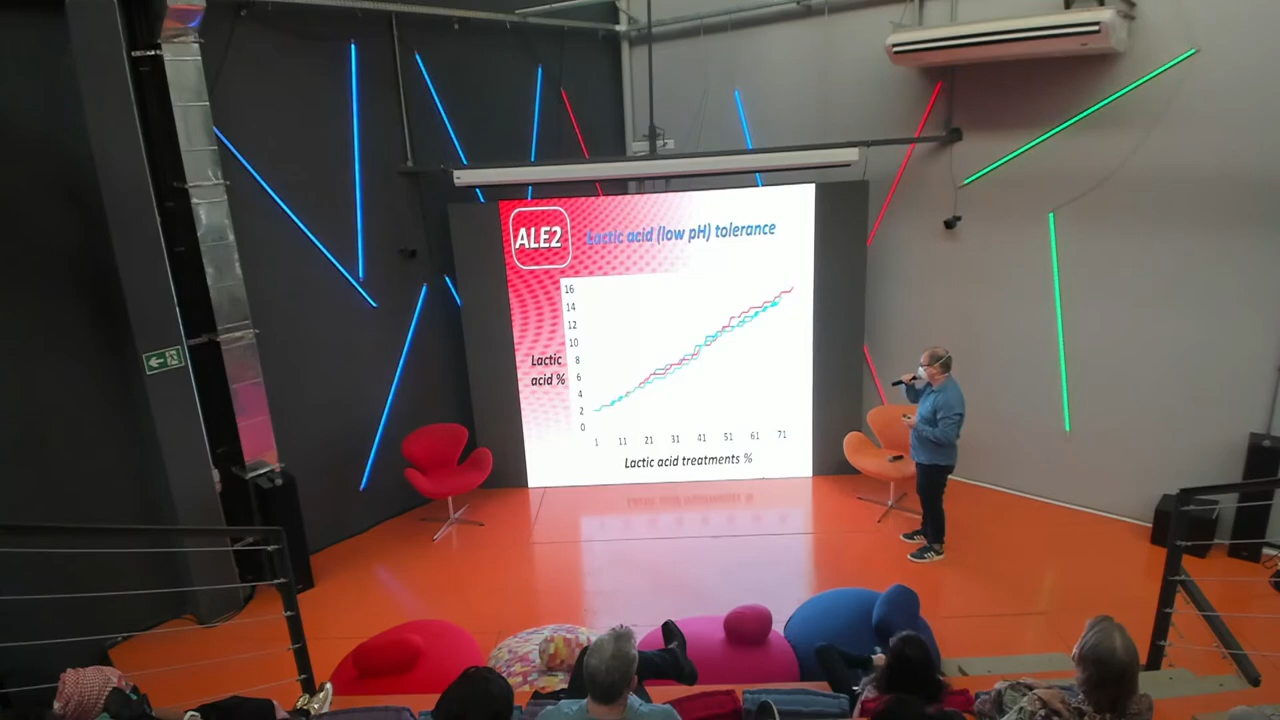 ALE2
Lactic acid (low pH) tolerance
16
14
12
10
8
6
4
2
0
Lactic
acid %
1 11 21 31 41 51 61 71
Lactic acid treatments %